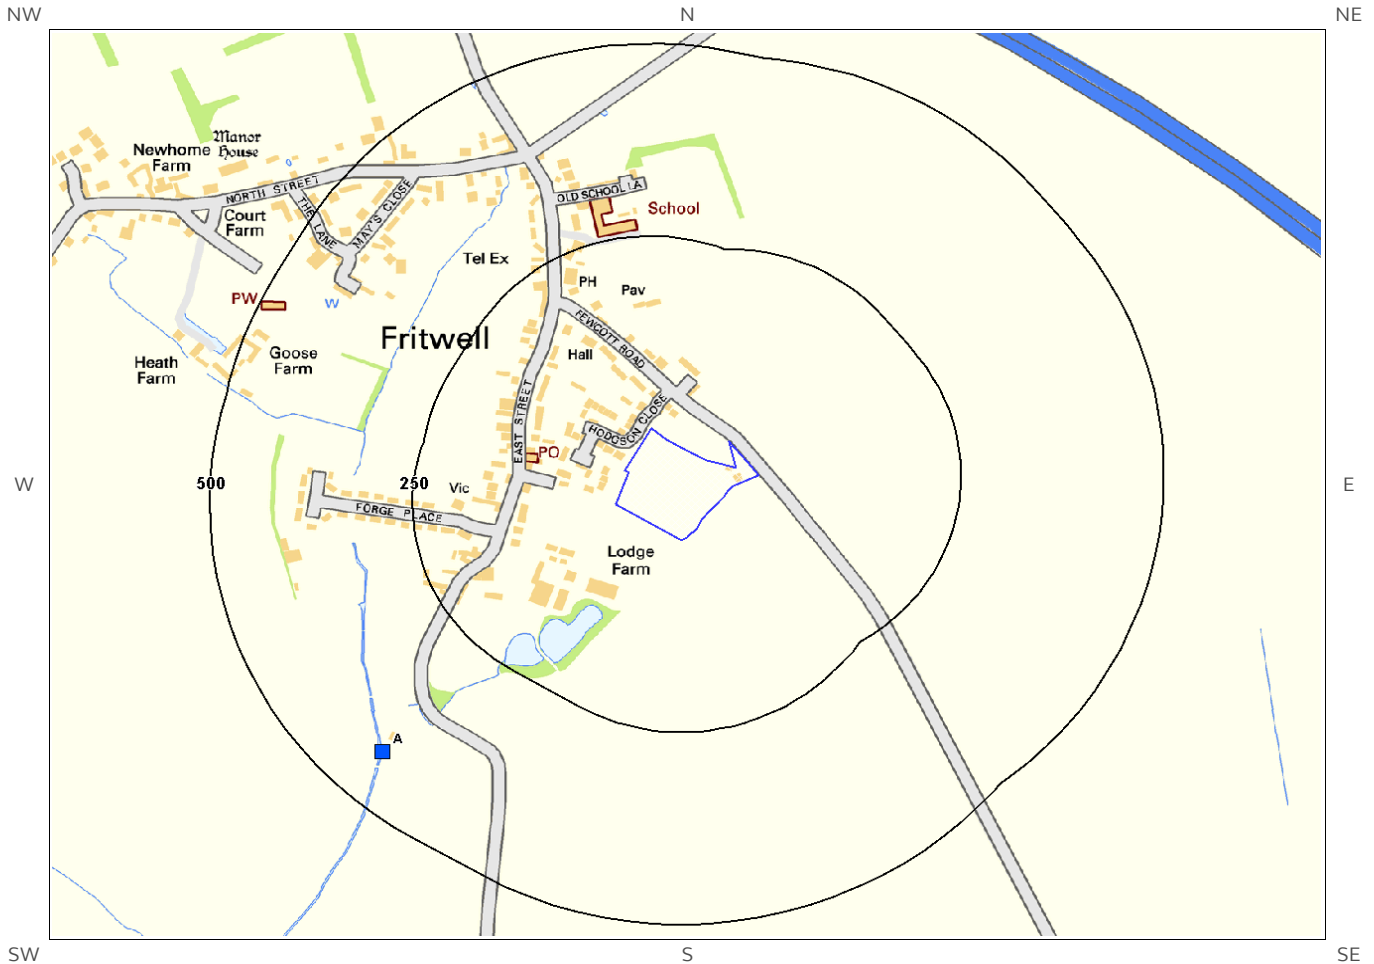 NW
N
NE
Manor
House
Newhome
Farm
NORTH STREET
OLD SCHOOL LA
School
THE LANE
MAY'S CLOSE
Court
Farm
Tel Ex
PH
Pav
PW
W
Fritwell
FEWCOTT ROAD
Hall
Goose
Farm
Heath
Farm
EAST STREET
HODGSON CLOSE
PO
W
500
250
Vic
E
FORGE PLACE
Lodge
Farm
A
SW
S
SE